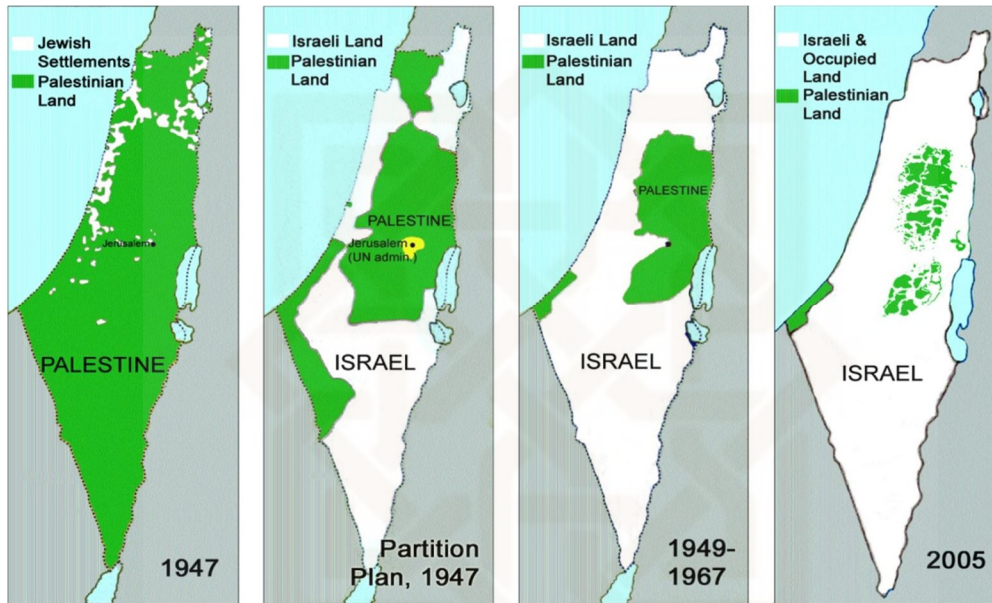 Jewish
Settlements
Palestinian
Land
Jerusalem
PALESTINE
1947
Israeli Land
Palestinian Land
PALESTINE
Jerusalem
(UN admin.)
ISRAEL
Partition
Plan, 1947
Israeli Land
Palestinian Land
PALESTINE
ISRAEL
1949-
1967
Israeli &
Occupied
Land
Palestinian
Land
ISRAEL
2005